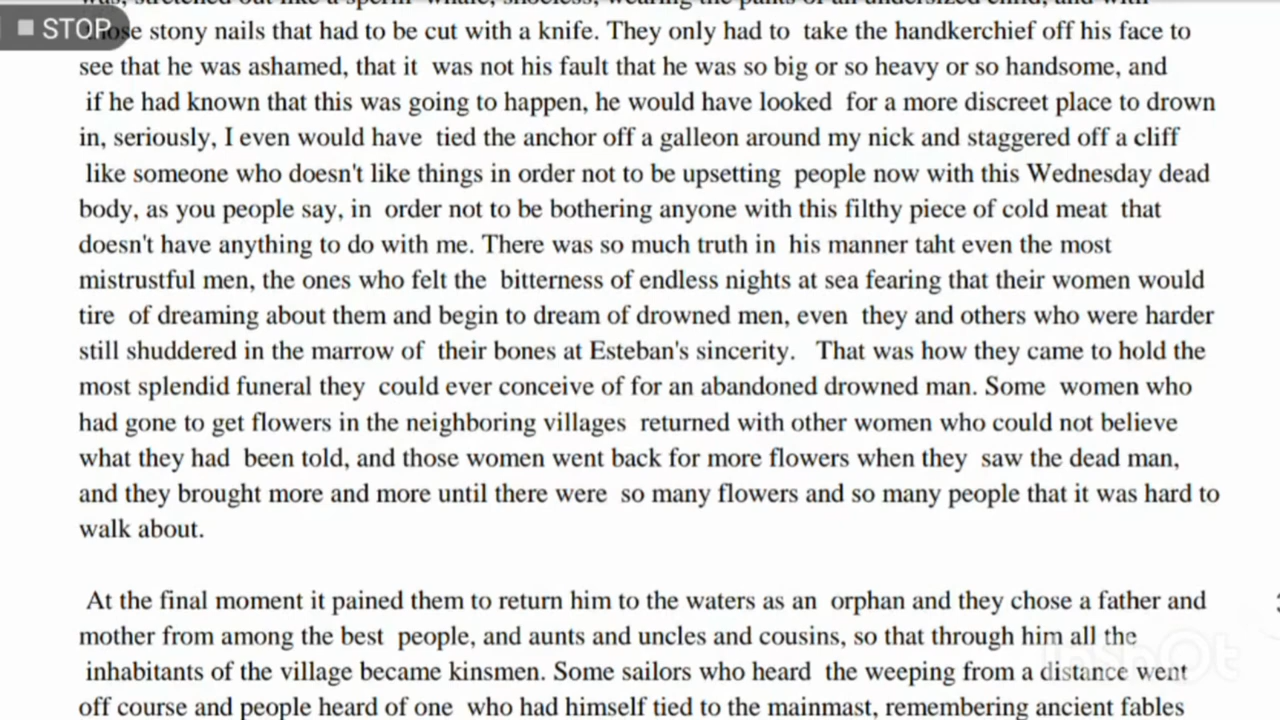 was, stretched out like a sperm whale, shoeless, wearing the pants of an undersized child, and with
STOP
those stony nails that had to be cut with a knife. They only had to take the handkerchief off his face to
see that he was ashamed, that it was not his fault that he was so big or so heavy or so handsome, and
if he had known that this was going to happen, he would have looked for a more discreet place to drown
in, seriously, I even would have tied the anchor off a galleon around my nick and staggered off a cliff
like someone who doesn't like things in order not to be upsetting people now with this Wednesday dead
body, as you people say, in order not to be bothering anyone with this filthy piece of cold meat that
doesn't have anything to do with me. There was so much truth in his manner taht even the most
mistrustful men, the ones who felt the bitterness of endless nights at sea fearing that their women would
tire of dreaming about them and begin to dream of drowned men, even they and others who were harder
still shuddered in the marrow of their bones at Esteban's sincerity. That was how they came to hold the
most splendid funeral they could ever conceive of for an abandoned drowned man. Some women who
had gone to get flowers in the neighboring villages returned with other women who could not believe
what they had been told, and those women went back for more flowers when they saw the dead man,
and they brought more and more until there were so many flowers and so many people that it was hard to
walk about.
At the final moment it pained them to return him to the waters as an orphan and they chose a father and
mother from among the best people, and aunts and uncles and cousins, so that through him all the
inhabitants of the village became kinsmen. Some sailors who heard the weeping from a distance went
off course and people heard of one who had himself tied to the mainmast, remembering ancient fables
InShOt